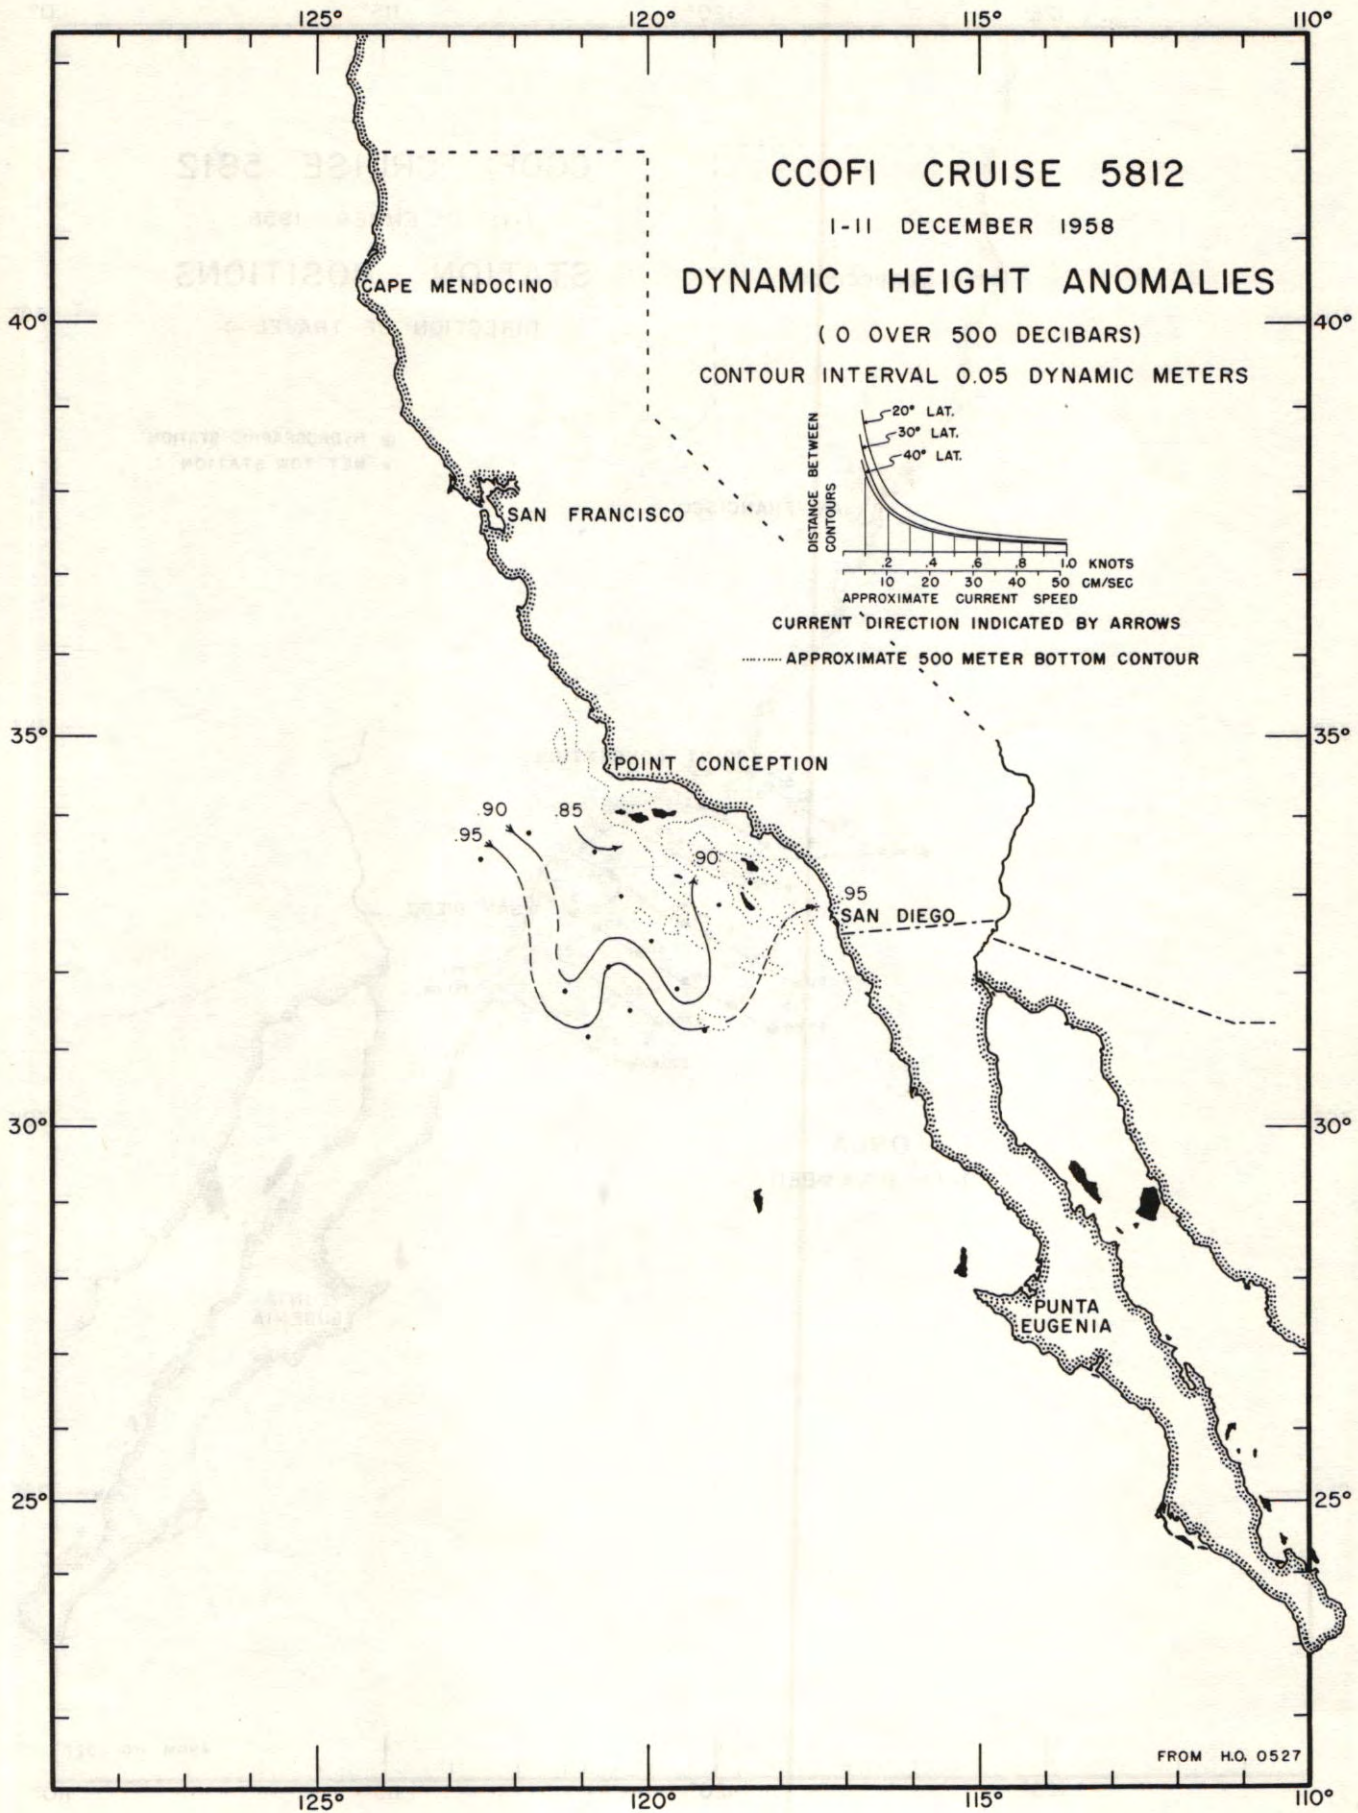 125° 120° 115° 110°
CCOFI CRUISE 5812
1-11 DECEMBER 1958
DYNAMIC HEIGHT ANOMALIES
(0 OVER 500 DECIBARS)
CONTOUR INTERVAL 0.05 DYNAMIC METERS
CAPE MENDOCINO
40° 40°
20° LAT.
30° LAT.
40° LAT.
DISTANCE BETWEEN
CONTOURS
.2 .4 .6 .8 1.0 KNOTS
10 20 30 40 50 CM/SEC
APPROXIMATE CURRENT SPEED
CURRENT DIRECTION INDICATED BY ARROWS
APPROXIMATE 500 METER BOTTOM CONTOUR
SAN FRANCISCO
35° 35°
POINT CONCEPTION
.90 .85
.95
.90
.95
SAN DIEGO
30° 30°
PUNTA
EUGENIA
25° 25°
FROM H.O. 0527
125° 120° 115° 110°